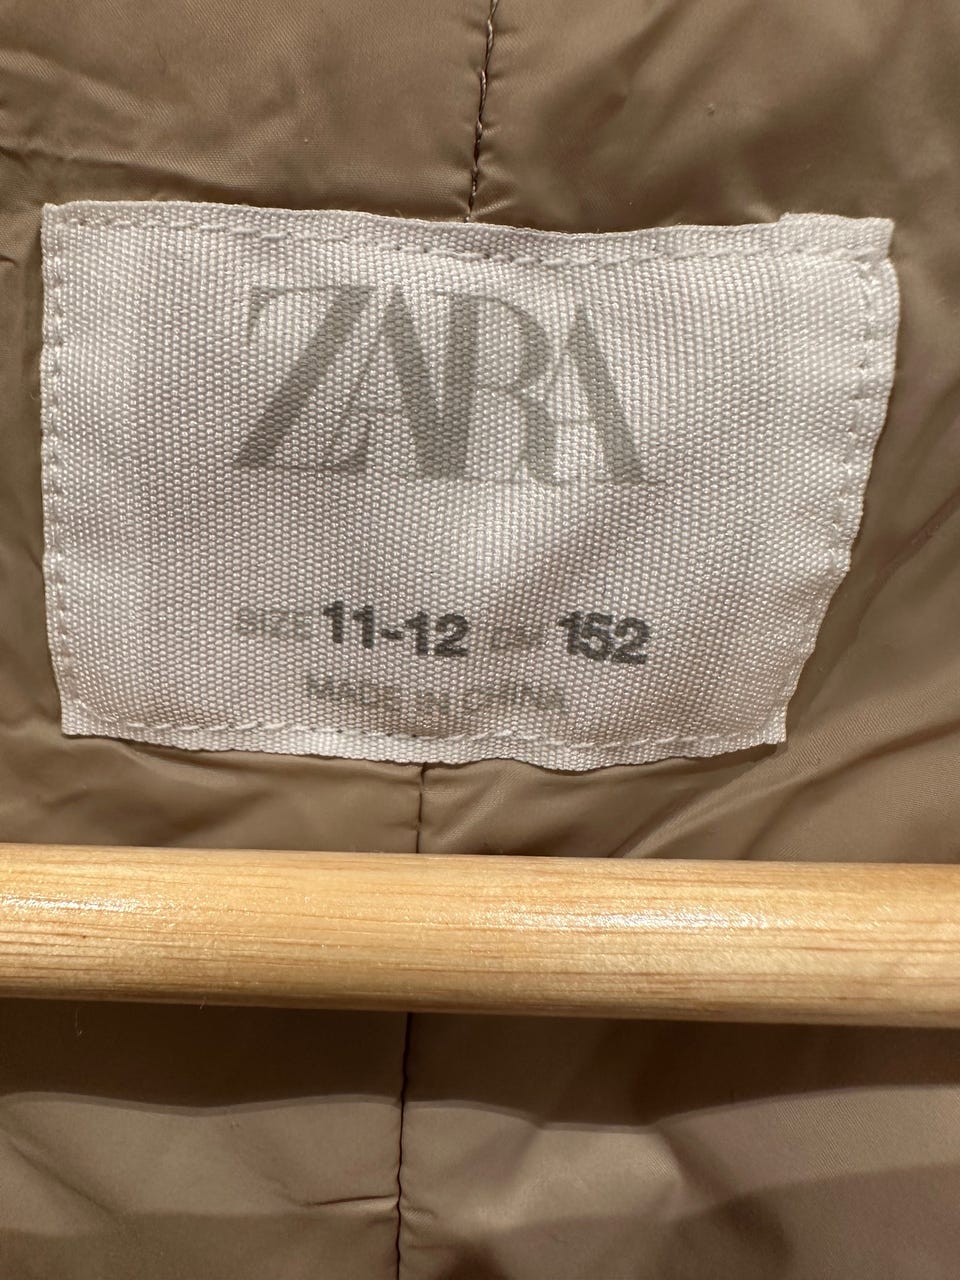 ZARA
SIZE 11-12 CM 152
MADE IN CHINA